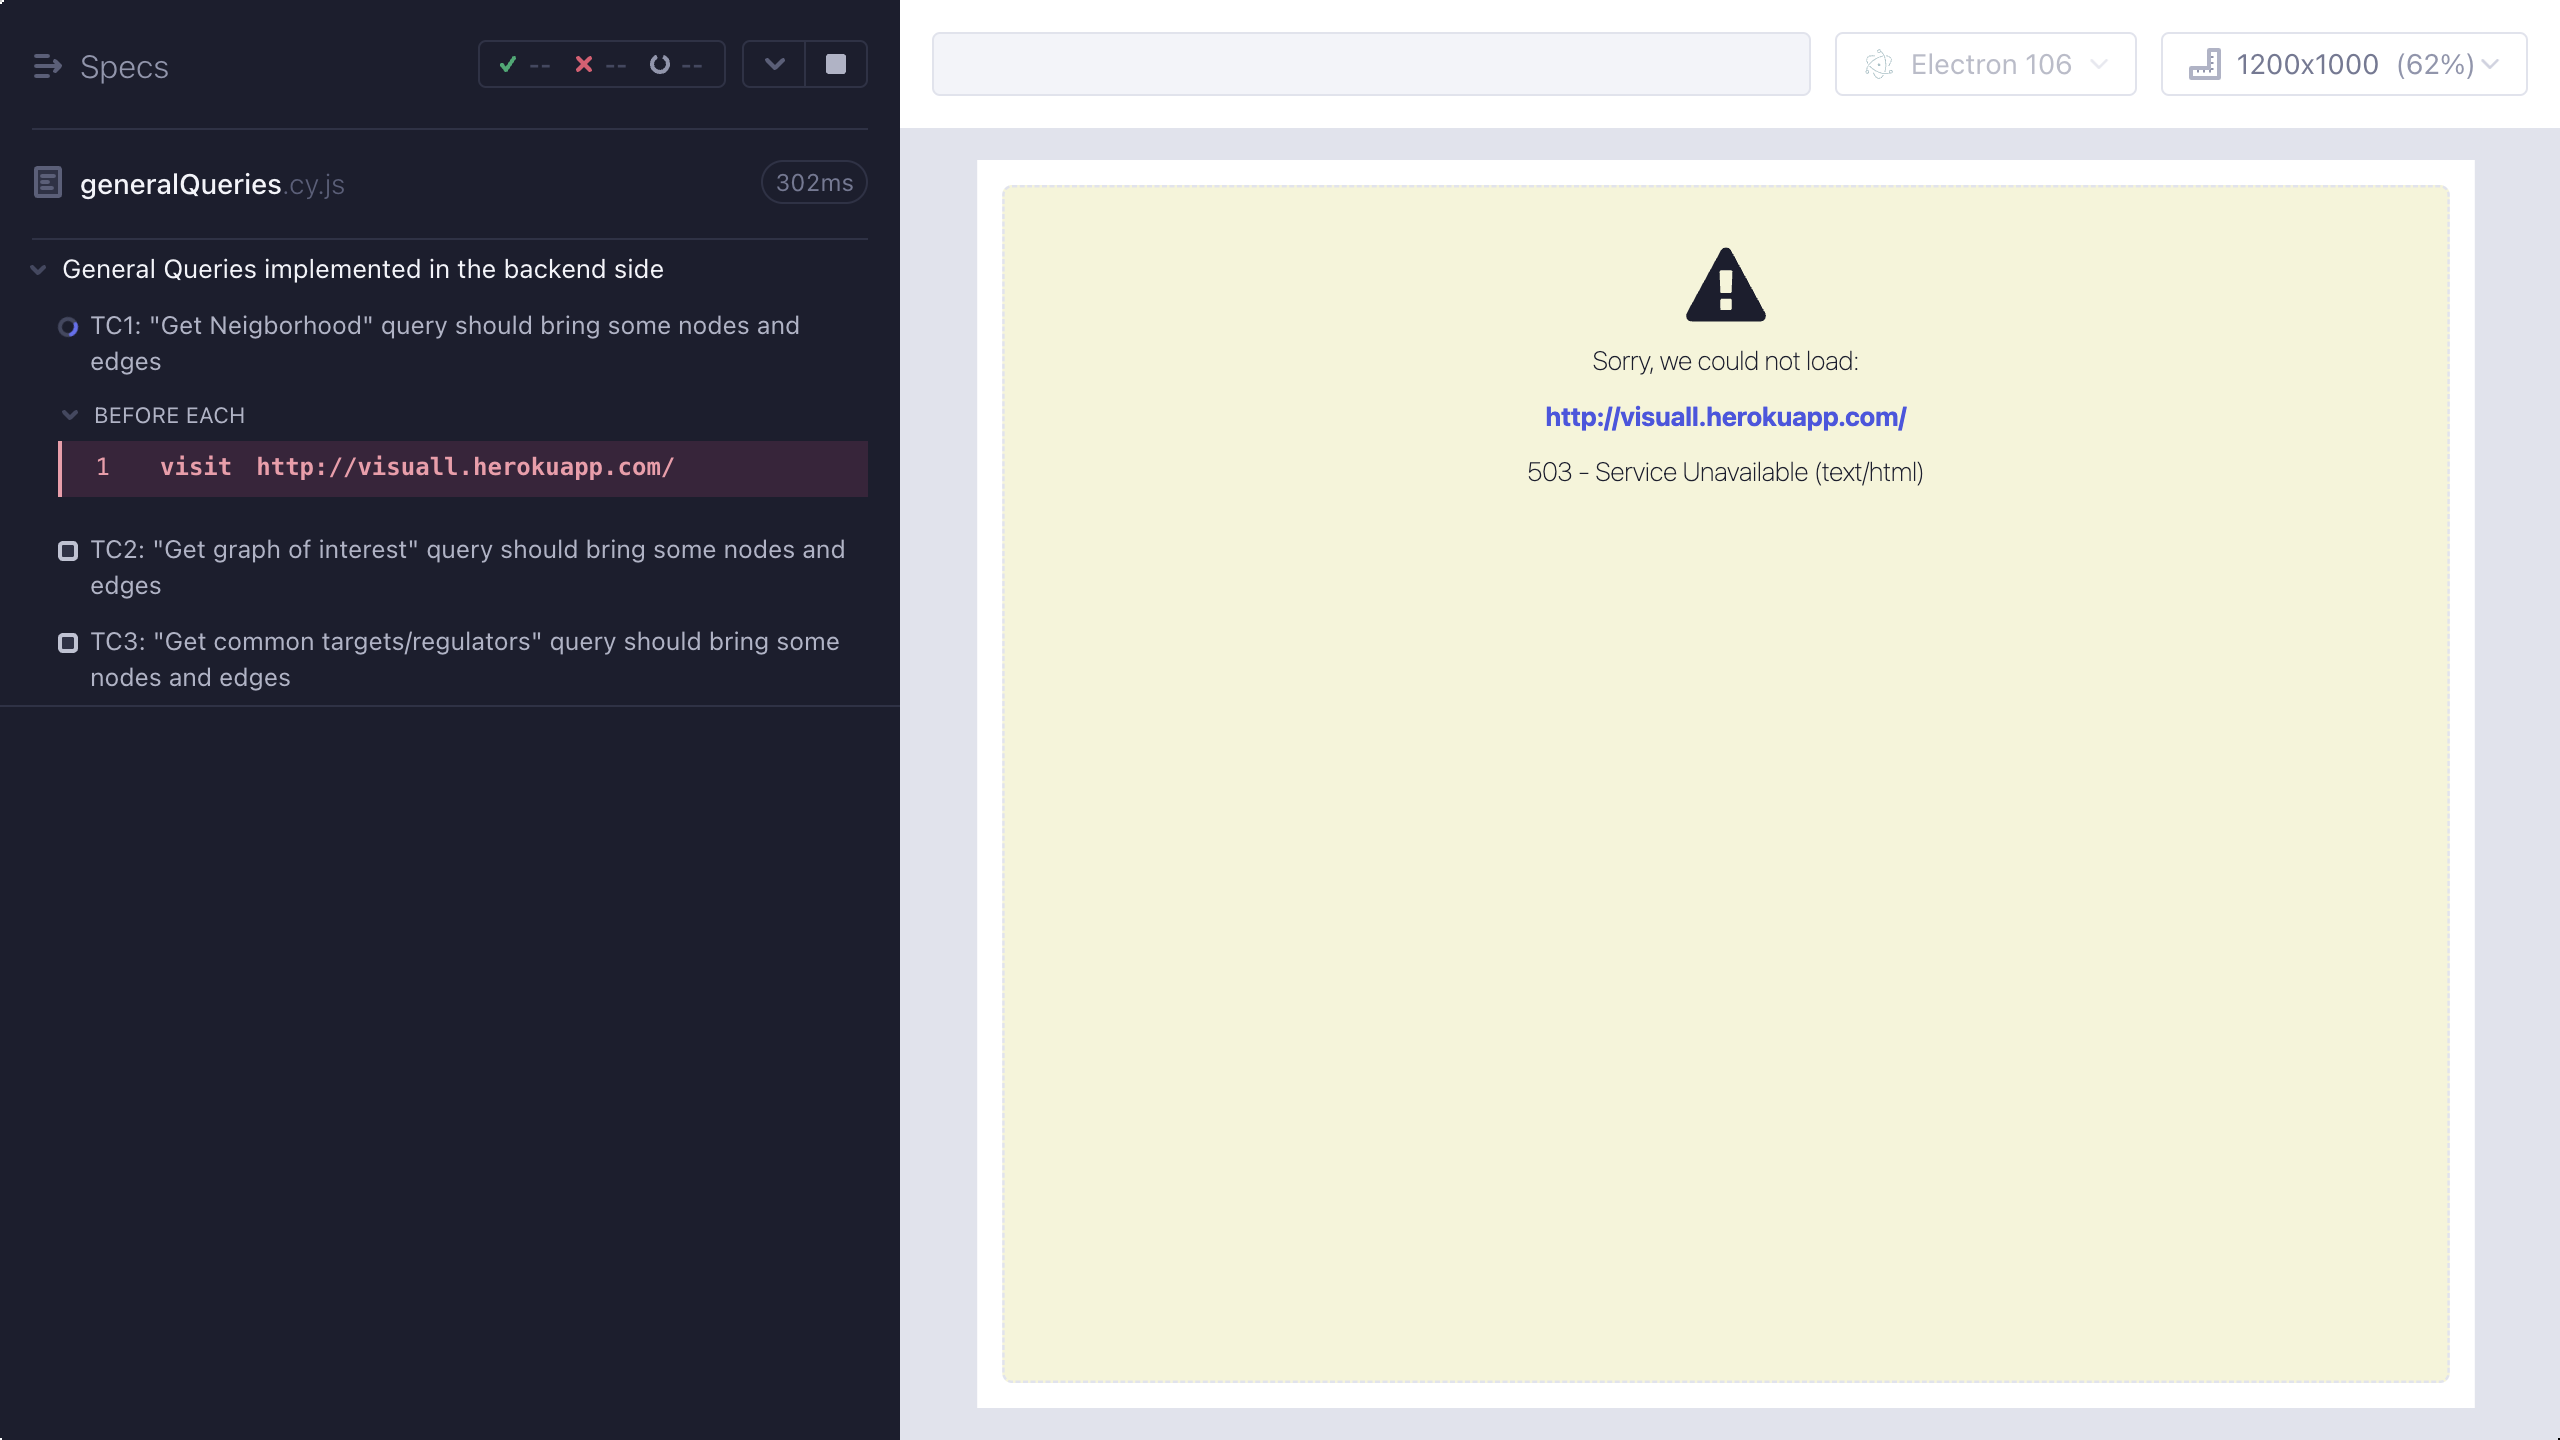 Specs
-- -- --
generalQueries.cy.js
302ms
General Queries implemented in the backend side
TC1: "Get Neigborhood" query should bring some nodes and
edges
BEFORE EACH
1 visit http://visuall.herokuapp.com/
TC2: "Get graph of interest" query should bring some nodes and
edges
TC3: "Get common targets/regulators" query should bring some
nodes and edges
Electron 106
1200x1000 (62%)
Sorry, we could not load:
http://visuall.herokuapp.com/
503 - Service Unavailable (text/html)